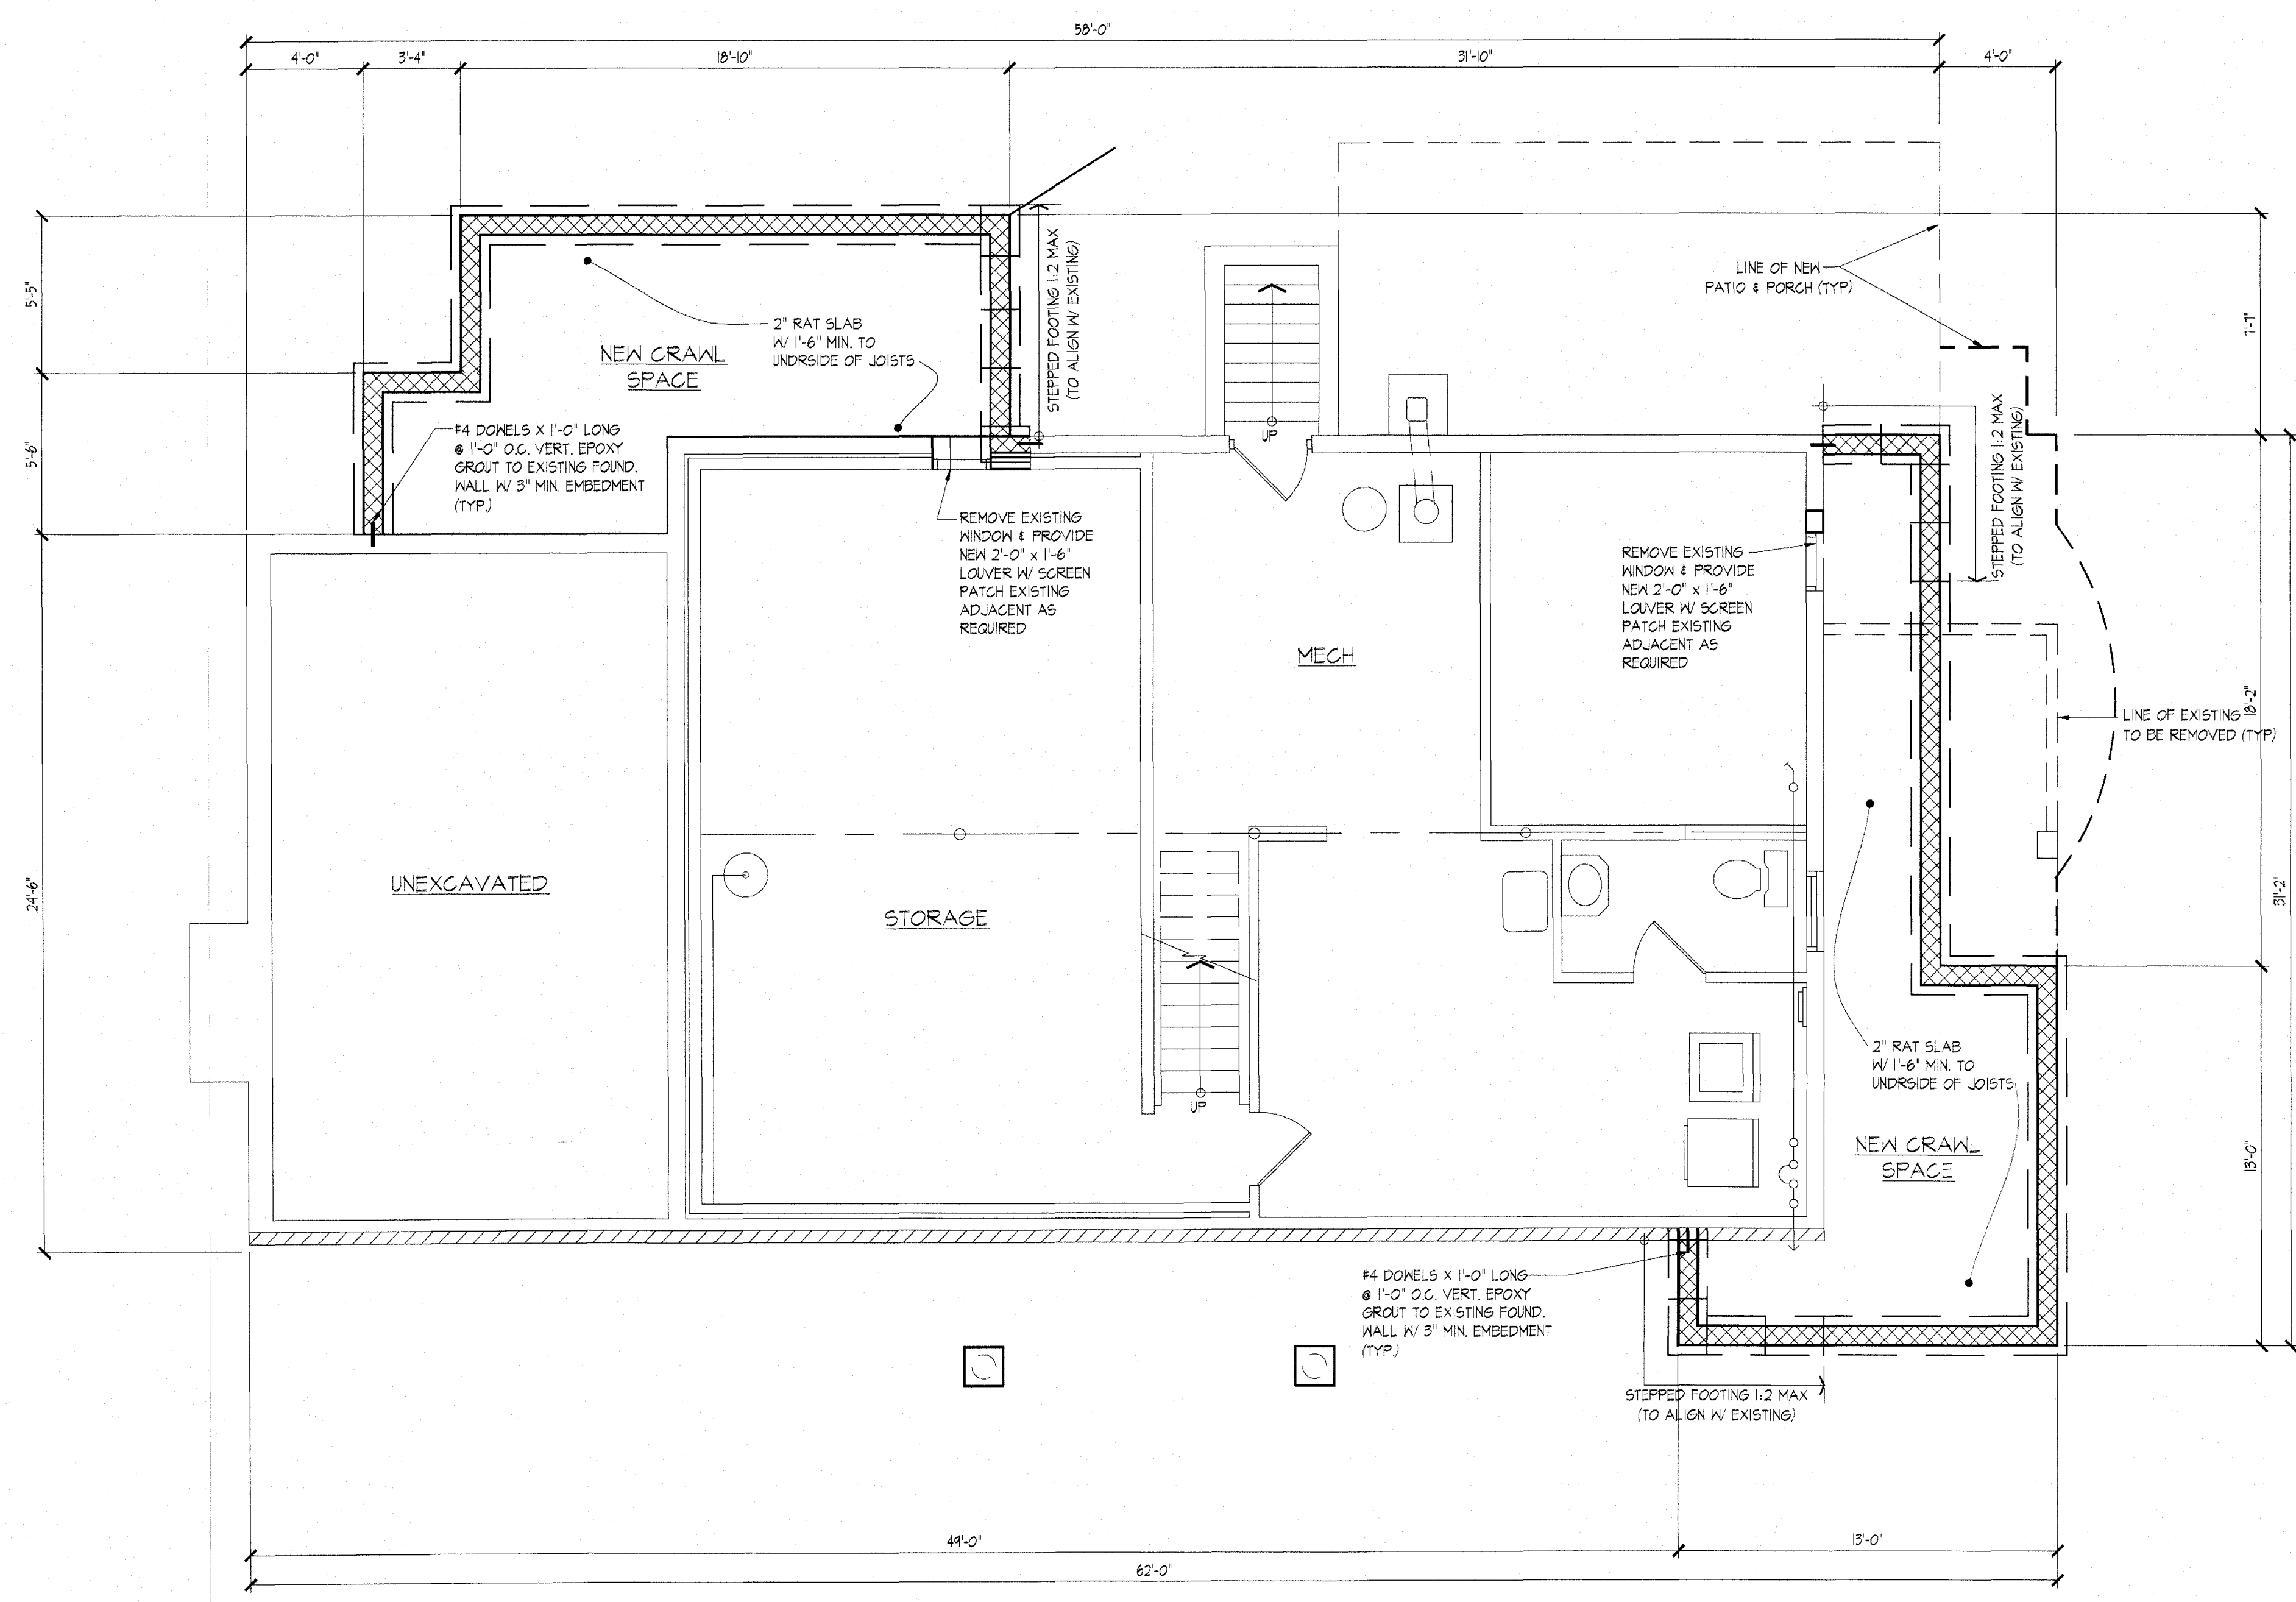 58'-0"
4'-0"
3'-4"
18'-10"
31'-10"
4'-0"
5'-5"
5'-6"
24'-6"
STEPPED FOOTING 1:2 MAX
(TO ALIGN W/ EXISTING)
LINE OF NEW
PATIO & PORCH (TYP)
7'-7"
2" RAT SLAB
W/ 1'-6" MIN. TO
UNDRSIDE OF JOISTS
NEW CRAWL
SPACE
#4 DOWELS X 1'-0" LONG
@ 1'-0" O.C. VERT. EPOXY
GROUT TO EXISTING FOUND.
WALL W/ 3" MIN. EMBEDMENT
(TYP.)
UP
STEPPED FOOTING 1:2 MAX
(TO ALIGN W/ EXISTING)
REMOVE EXISTING
WINDOW & PROVIDE
NEW 2'-0" x 1'-6"
LOUVER W/ SCREEN
PATCH EXISTING
ADJACENT AS
REQUIRED
REMOVE EXISTING
WINDOW & PROVIDE
NEW 2'-0" x 1'-6"
LOUVER W/ SCREEN
PATCH EXISTING
ADJACENT AS
REQUIRED
MECH
18'-2"
LINE OF EXISTING
TO BE REMOVED (TYP)
UNEXCAVATED
STORAGE
31'-2"
2" RAT SLAB
W/ 1'-6" MIN. TO
UNDRSIDE OF JOISTS
UP
NEW CRAWL
SPACE
13'-0"
#4 DOWELS X 1'-0" LONG
@ 1'-0" O.C. VERT. EPOXY
GROUT TO EXISTING FOUND.
WALL W/ 3" MIN. EMBEDMENT
(TYP.)
STEPPED FOOTING 1:2 MAX
(TO ALIGN W/ EXISTING)
49'-0"
13'-0"
62'-0"